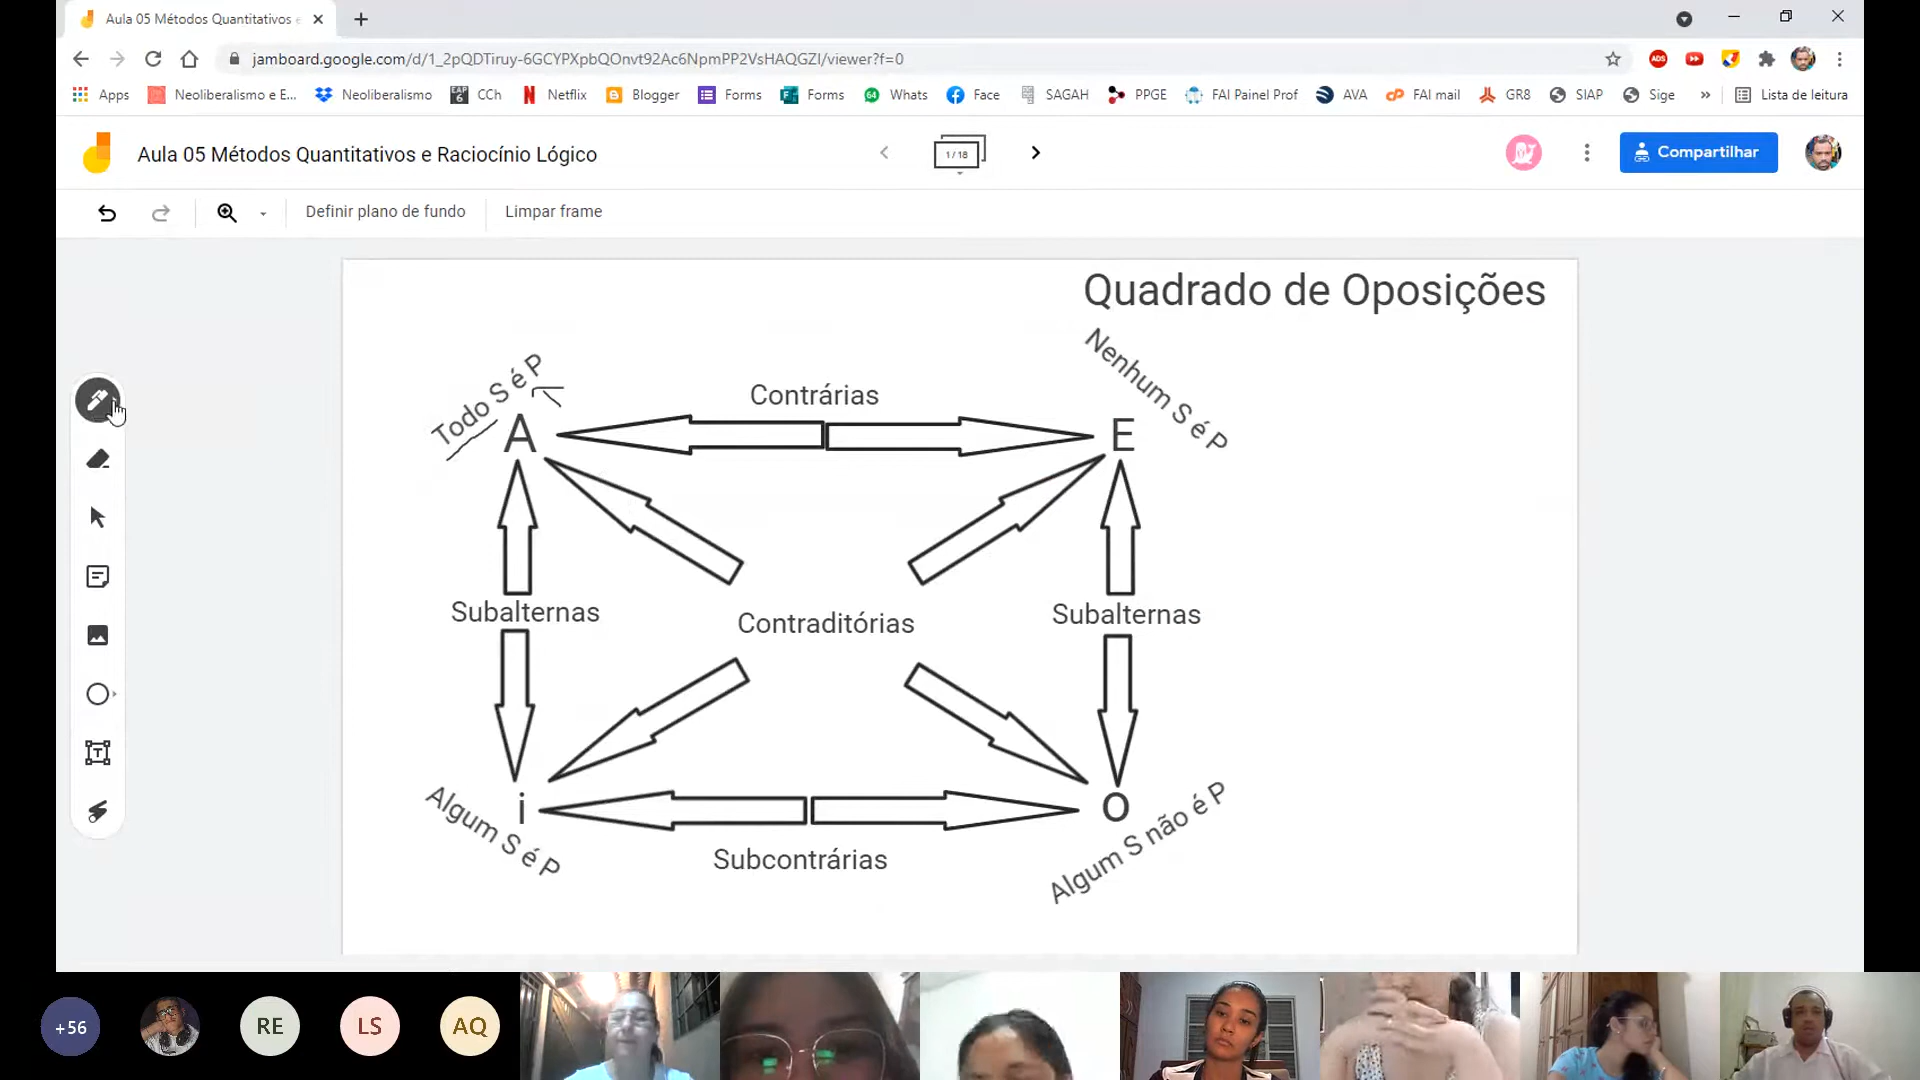 Aula 05 Métodos Quantitativos e
jamboard.google.com/d/1_2pQDTiruy-6GCYPXpbQOnvt92Ac6NpmPP2VsHAQGZI/viewer?f=0
Apps Neoliberalismo e E... Neoliberalismo CCh Netflix Blogger Forms Forms Whats Face SAGAH PPGE FAI Painel Prof AVA FAI mail GR8 SIAP Sige » Lista de leitura
Aula 05 Métodos Quantitativos e Raciocínio Lógico
1 / 18
Compartilhar
Definir plano de fundo
Limpar frame
Quadrado de Oposições
Todo S é P
Nenhum S é P
Contrárias
A
E
Subalternas
Contraditórias
Subalternas
i
O
Algum S é P
Algum S não é P
Subcontrárias
+56
RE
LS
AQ